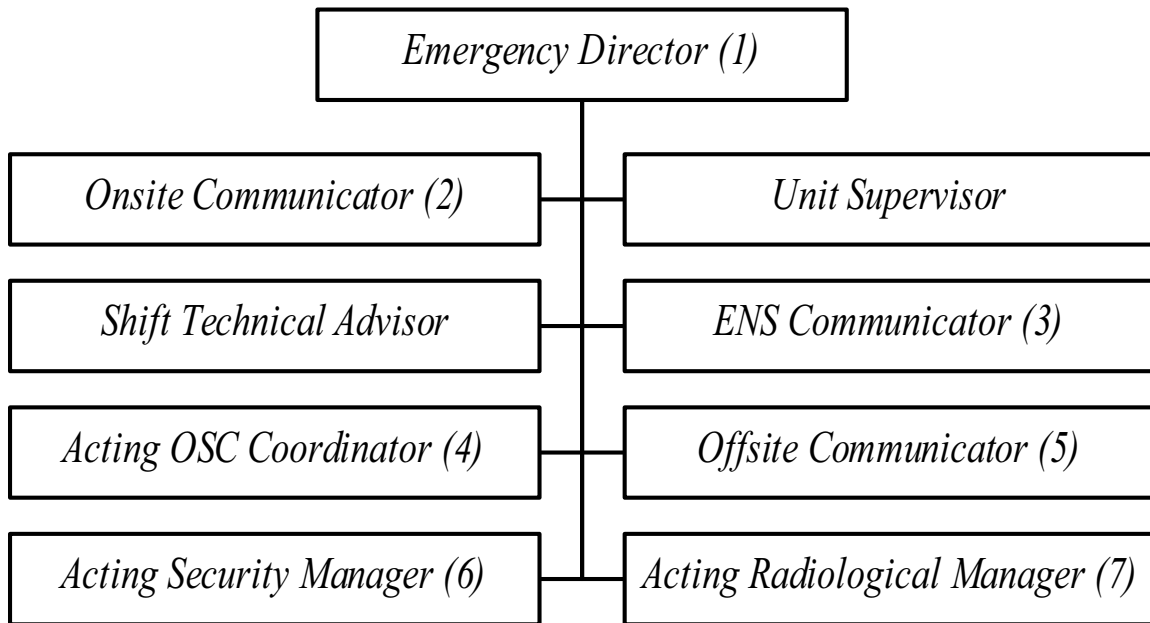 Emergency Director (1)
Onsite Communicator (2)
Unit Supervisor
Shift Technical Advisor
ENS Communicator (3)
Acting OSC Coordinator (4)
Offsite Communicator (5)
Acting Security Manager (6)
Acting Radiological Manager (7)